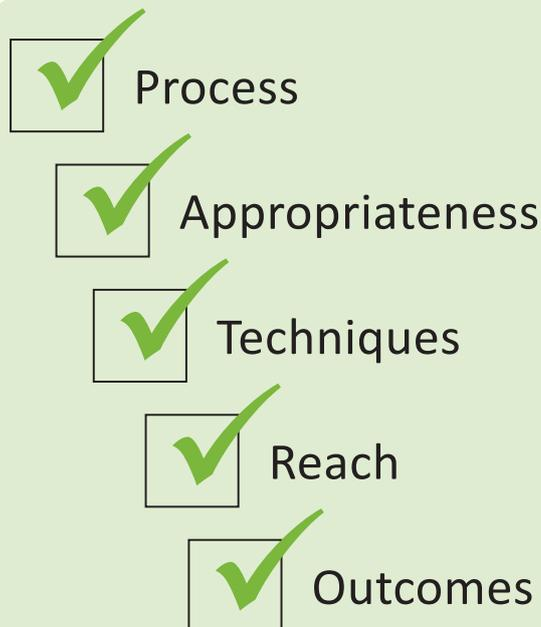 Process
Appropriateness
Techniques
Reach
Outcomes